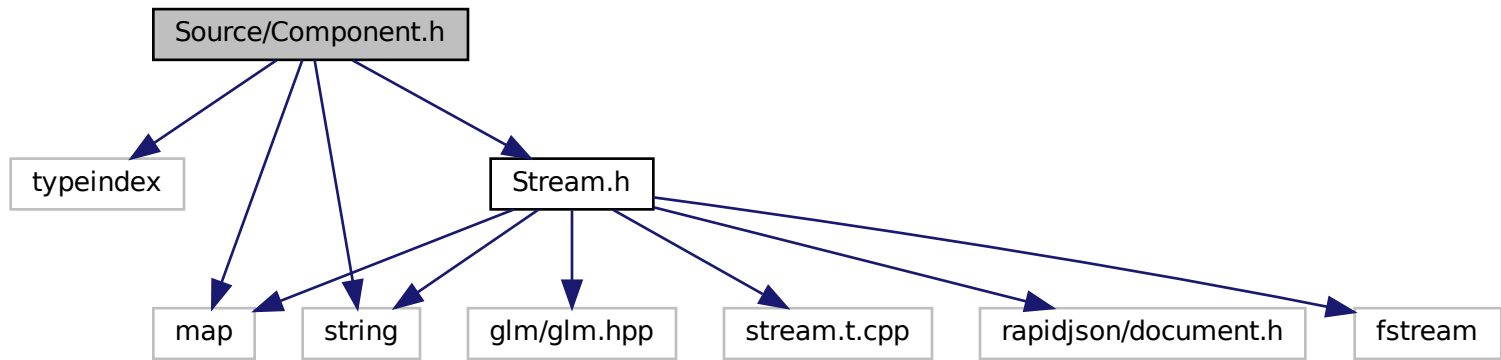 Source/Component.h
typeindex
Stream.h
map
string
glm/glm.hpp
stream.t.cpp
rapidjson/document.h
fstream